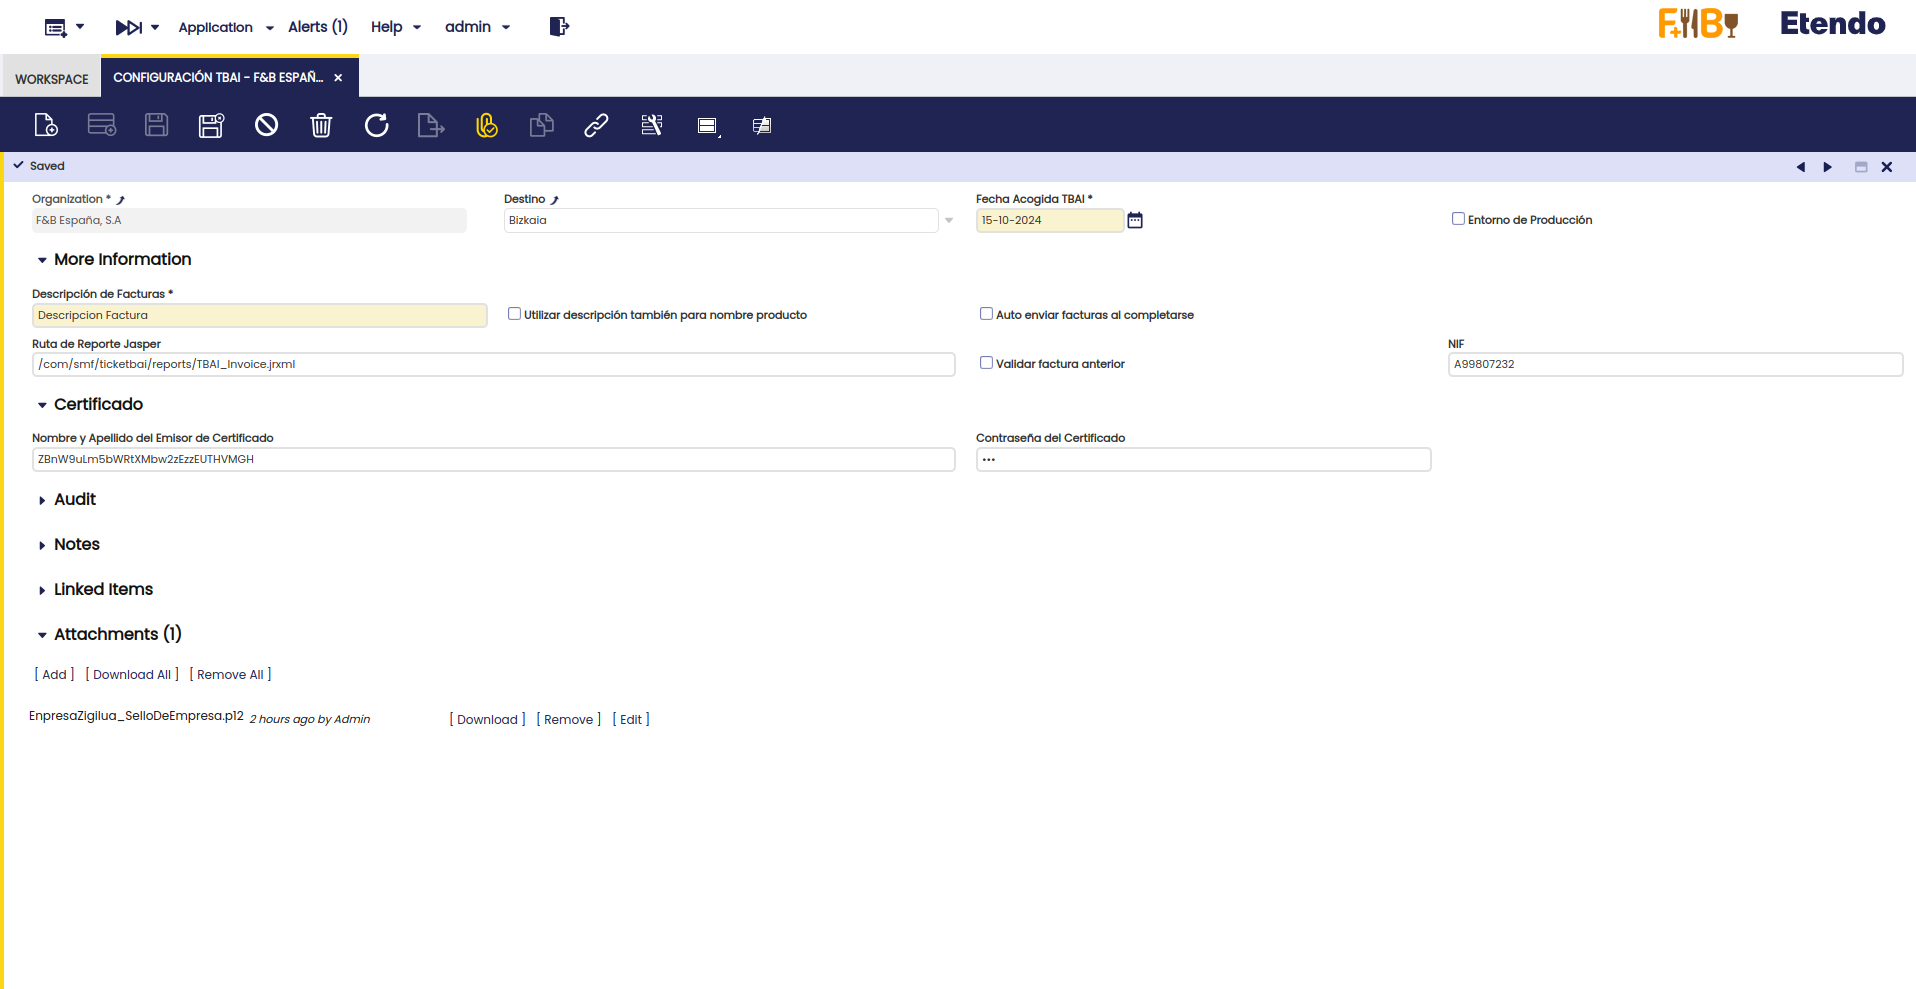 Application Alerts (1) Help admin F+B Etendo
WORKSPACE CONFIGURACIÓN TBAI - F&B ESPAÑ...
Saved
Organization * Destino Fecha Acogida TBAI *
F&B España, S.A Bizkaia 15-10-2024 Entorno de Producción
More Information
Descripción de Facturas *
Descripcion Factura Utilizar descripción también para nombre producto Auto enviar facturas al completarse
Ruta de Reporte Jasper NIF
/com/smf/ticketbai/reports/TBAI_Invoice.jrxml Validar factura anterior A99807232
Certificado
Nombre y Apellido del Emisor de Certificado Contraseña del Certificado
ZBnW9uLm5bWRtXMbw2zEzzEUTHVMGH •••
Audit
Notes
Linked Items
Attachments (1)
[ Add ] [ Download All ] [ Remove All ]
EnpresaZigilua_SelloDeEmpresa.p12 2 hours ago by Admin [ Download ] [ Remove ] [ Edit ]